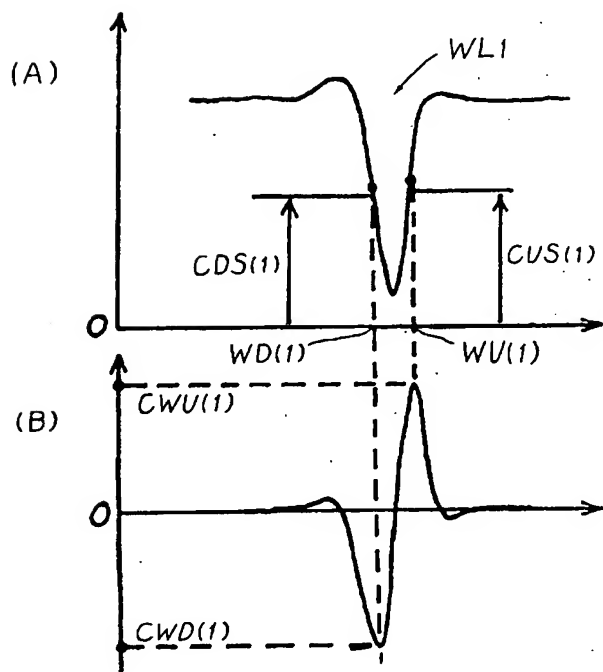 (A)
WL1
CDS(1)
CUS(1)
O
WD(1)
WU(1)
CWU(1)
(B)
O
CWD(1)